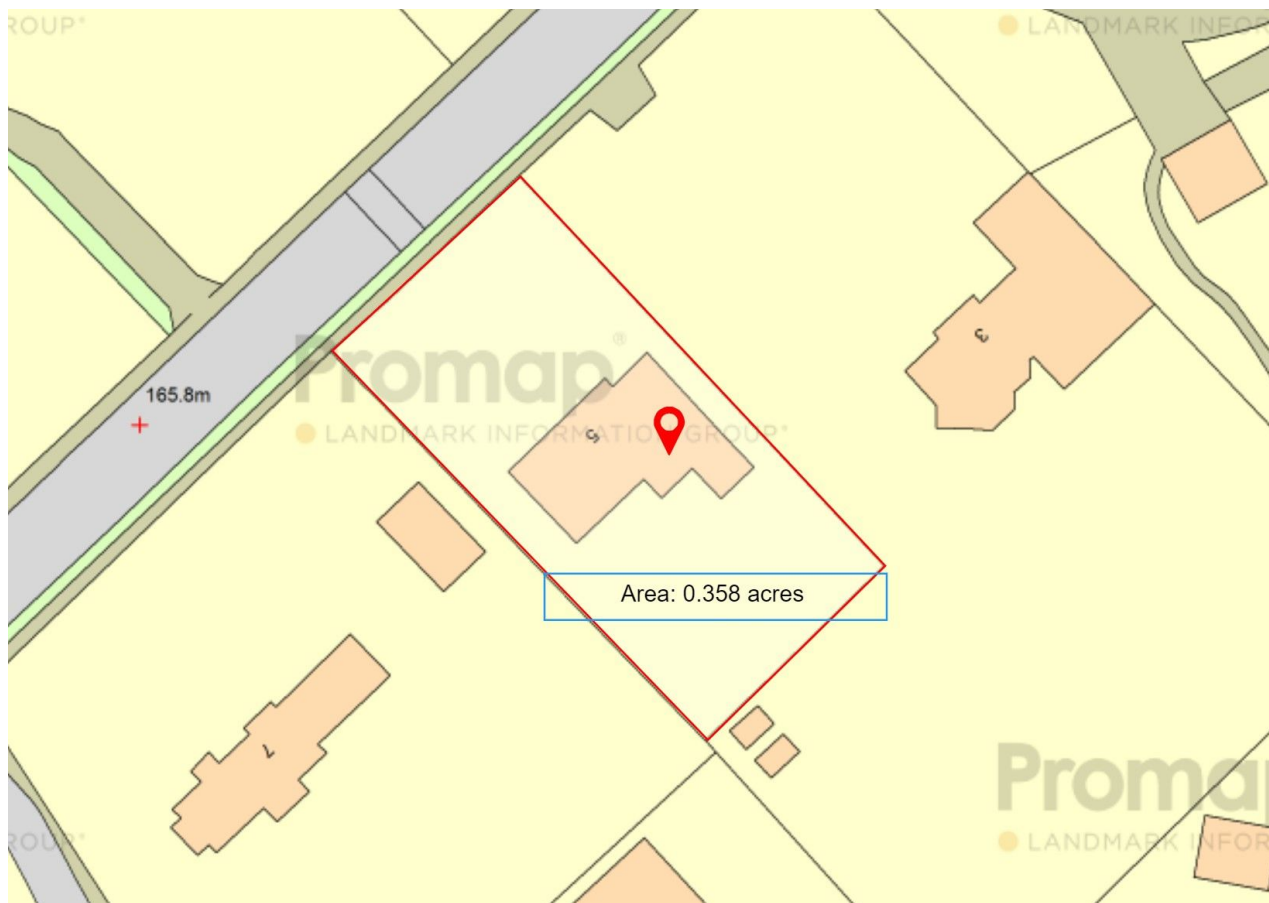 ROUP®
LANDMARK INFOR
3
Promap®
165.8m
LANDMARK INFORMATION GROUP®
5
Area: 0.358 acres
7
Proma
ROUP®
LANDMARK INFOR